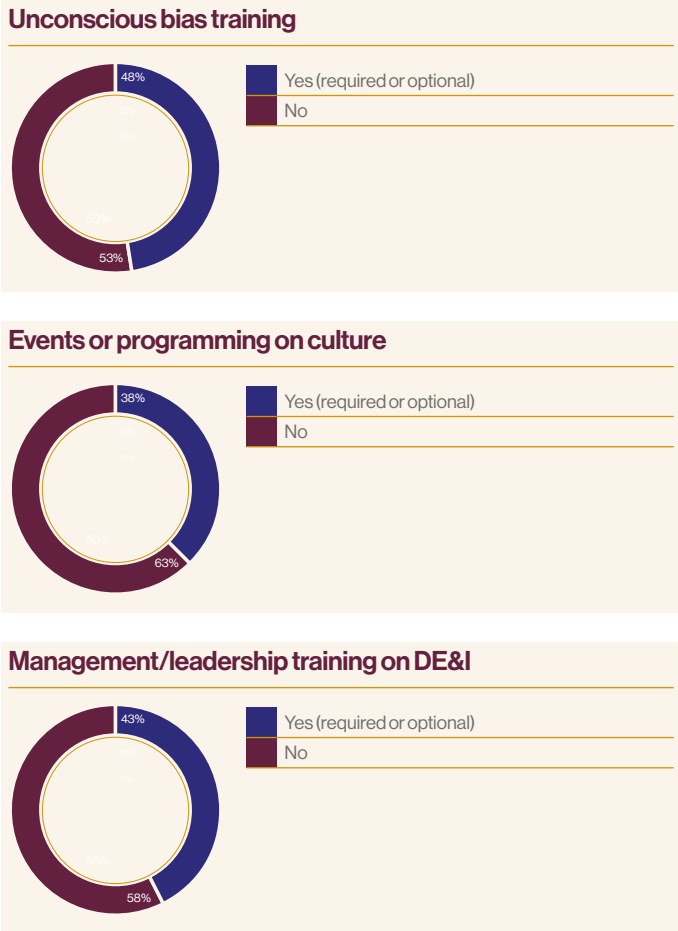 Unconscious bias training
48%
Yes (required or optional)
No
53%
Events or programming on culture
38%
Yes (required or optional)
No
63%
Management/leadership training on DE&I
43%
Yes (required or optional)
No
58%